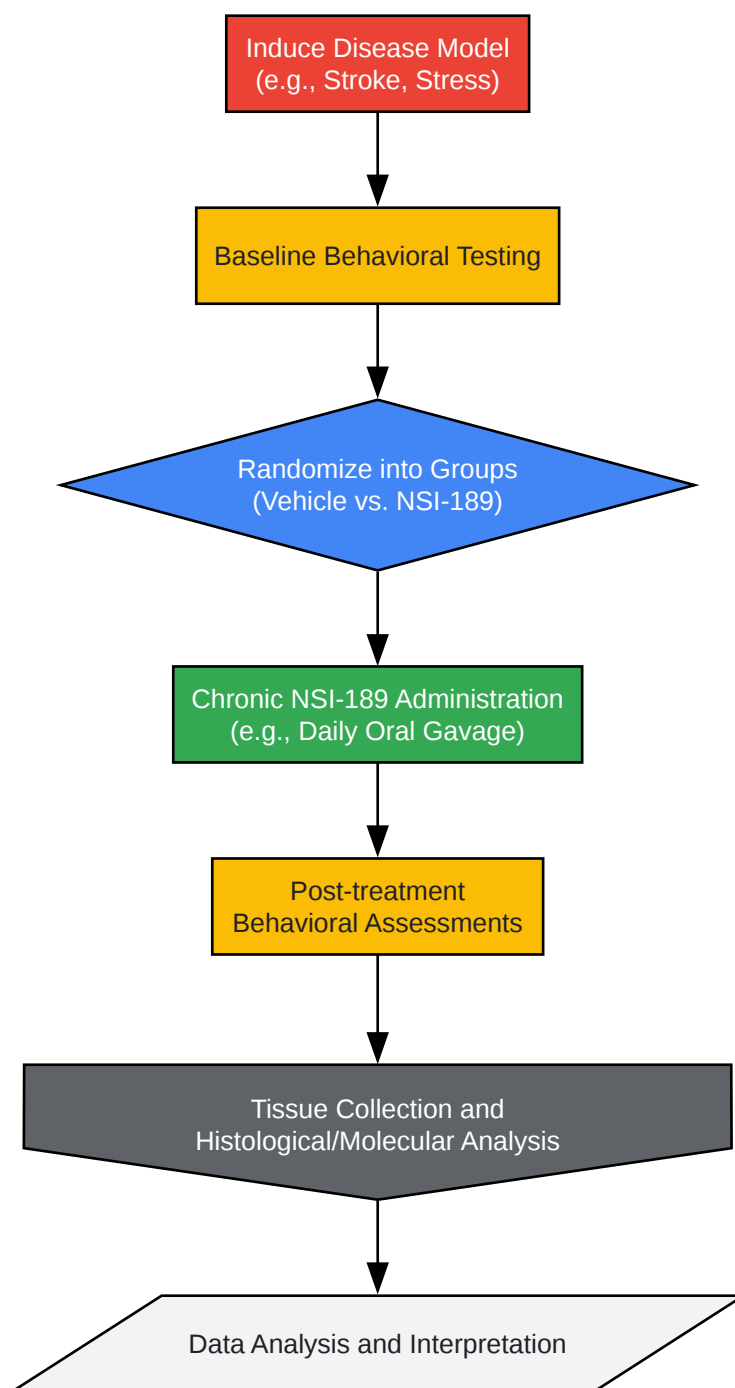 Induce Disease Model
(e.g., Stroke, Stress)
Baseline Behavioral Testing
Randomize into Groups
(Vehicle vs. NSI-189)
Chronic NSI-189 Administration
(e.g., Daily Oral Gavage)
Post-treatment
Behavioral Assessments
Tissue Collection and
Histological/Molecular Analysis
Data Analysis and Interpretation